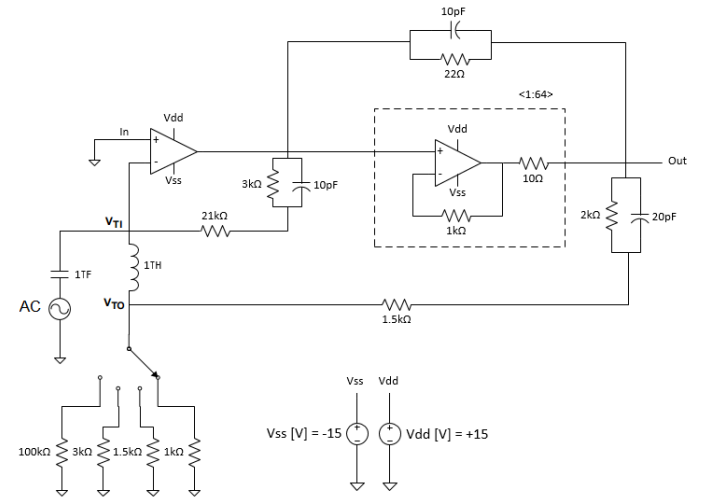 10pF
22Ω
<1:64>
Vdd
In
+
-
Vss
Vdd
+
-
Vss
10Ω
Out
3kΩ
10pF
1kΩ
2kΩ
20pF
21kΩ
VTI
1TF
1TH
AC
VTO
1.5kΩ
Vss
Vdd
Vss [V] = -15
+
-
+
-
Vdd [V] = +15
100kΩ
3kΩ
1.5kΩ
1kΩ